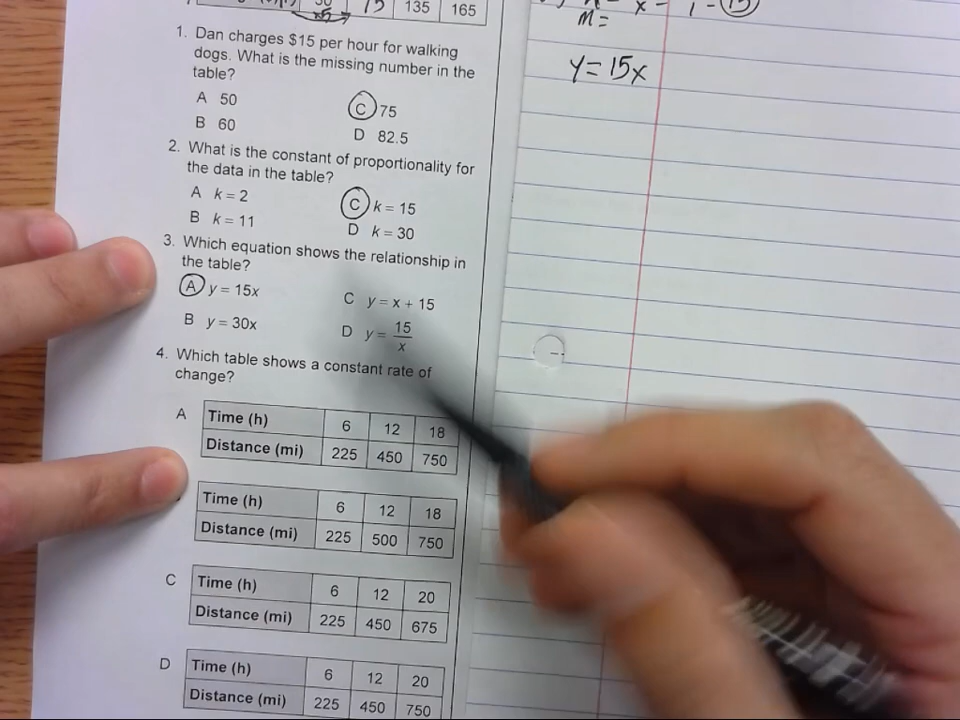 135 165
M =
y = 15x
1. Dan charges $15 per hour for walking
dogs. What is the missing number in the
table?
A 50
C 75
B 60
D 82.5
2. What is the constant of proportionality for
the data in the table?
A k = 2
C k = 15
B k = 11
D k = 30
3. Which equation shows the relationship in
the table?
A y = 15x
C y = x + 15
B y = 30x
D y = 15/x
4. Which table shows a constant rate of
change?
A Time (h) 6 12 18
Distance (mi) 225 450 750
Time (h) 6 12 18
Distance (mi) 225 500 750
C Time (h) 6 12 20
Distance (mi) 225 450 675
D Time (h) 6 12 20
Distance (mi) 225 450 750